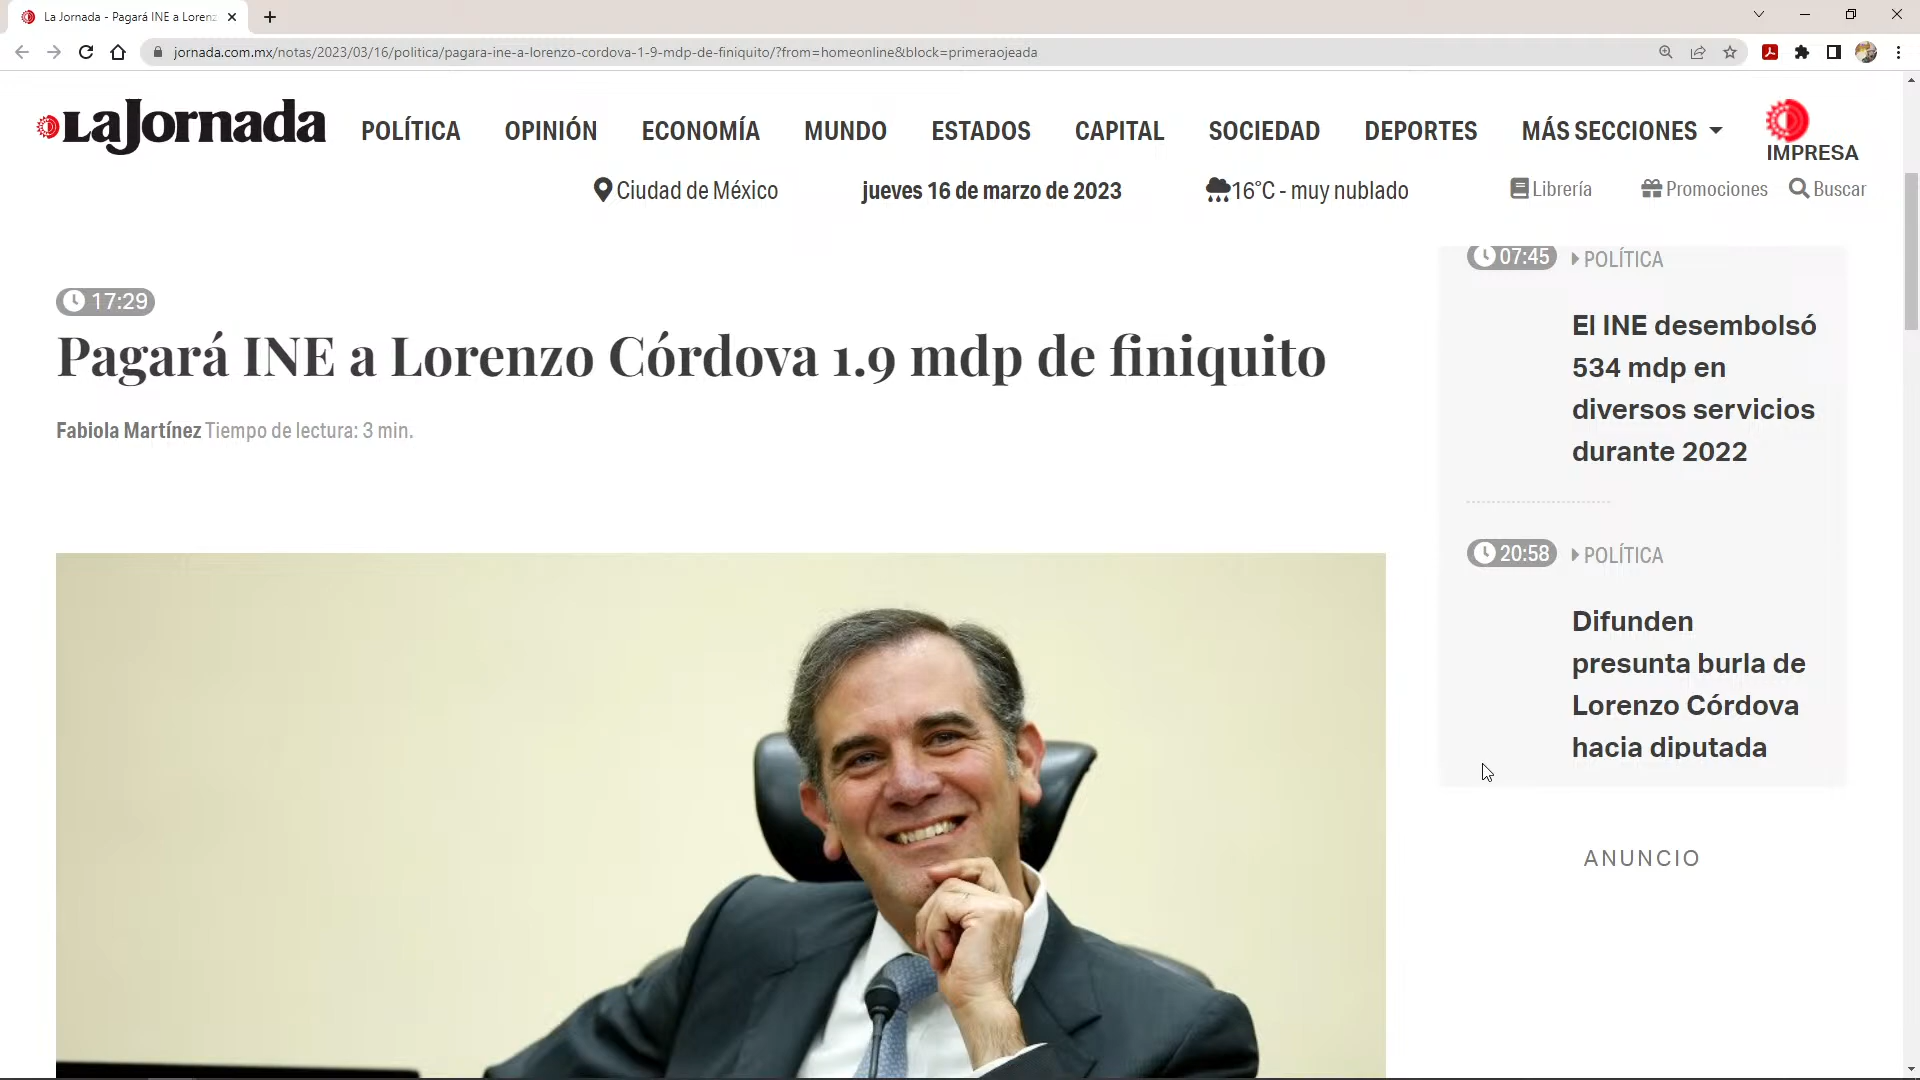 La Jornada - Pagará INE a Lorenz
jornada.com.mx/notas/2023/03/16/politica/pagara-ine-a-lorenzo-cordova-1-9-mdp-de-finiquito/?from=homeonline&block=primeraojeada
LaJornada
POLÍTICA OPINIÓN ECONOMÍA MUNDO ESTADOS CAPITAL SOCIEDAD DEPORTES MÁS SECCIONES
IMPRESA
Ciudad de México jueves 16 de marzo de 2023 16°C - muy nublado Librería Promociones Buscar
17:29
Pagará INE a Lorenzo Córdova 1.9 mdp de finiquito
Fabiola Martínez Tiempo de lectura: 3 min.
07:45 POLÍTICA
El INE desembolsó
534 mdp en
diversos servicios
durante 2022
20:58 POLÍTICA
Difunden
presunta burla de
Lorenzo Córdova
hacia diputada
ANUNCIO